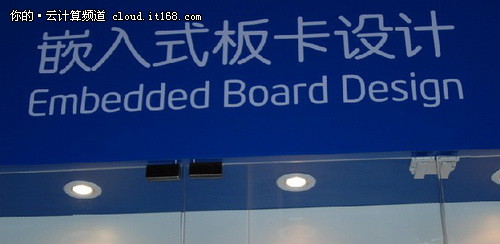 你的·云计算频道 cloud.it168.com
嵌入式板卡设计
Embedded Board Design